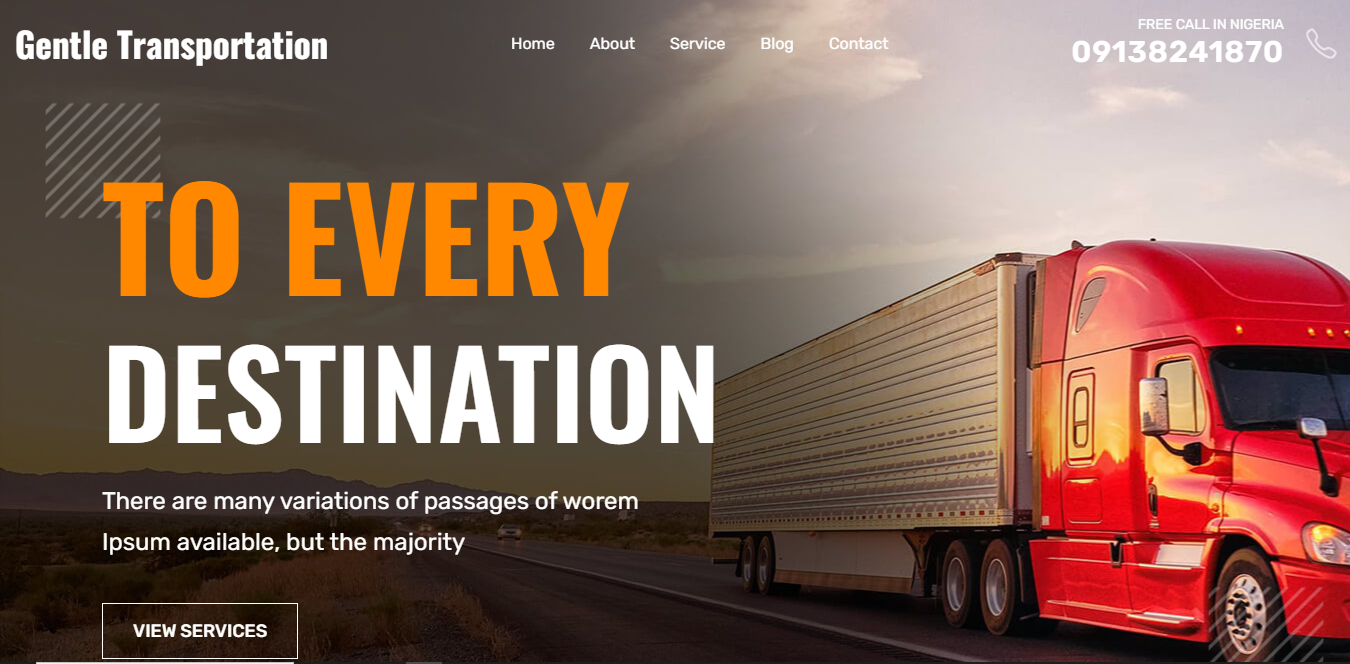 Gentle Transportation
Home About Service Blog Contact
FREE CALL IN NIGERIA
09138241870
TO EVERY
DESTINATION
There are many variations of passages of worem
Ipsum available, but the majority
VIEW SERVICES